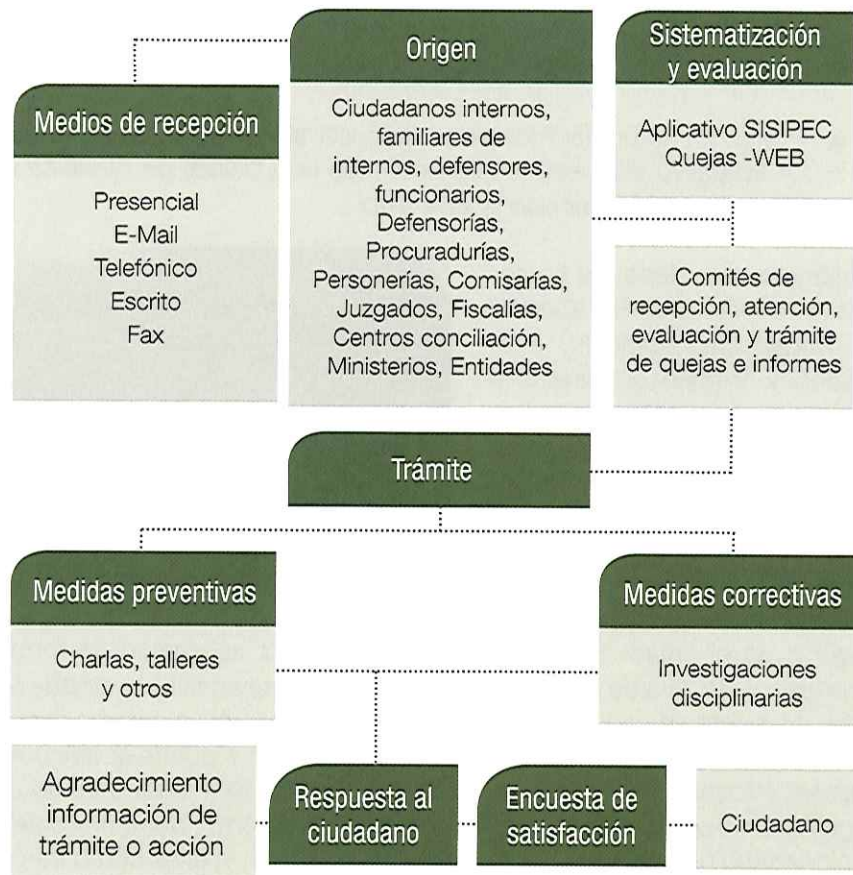 Medios de recepción
Presencial
E-Mail
Telefónico
Escrito
Fax
Origen
Ciudadanos internos,
familiares de
internos, defensores,
funcionarios,
Defensorías,
Procuradurías,
Personerías, Comisarías,
Juzgados, Fiscalías,
Centros conciliación,
Ministerios, Entidades
Sistematización
y evaluación
Aplicativo SISIPEC
Quejas -WEB
Comités de
recepción, atención,
evaluación y trámite
de quejas e informes
Trámite
Medidas preventivas
Charlas, talleres
y otros
Medidas correctivas
Investigaciones
disciplinarias
Agradecimiento
información de
trámite o acción
Respuesta al
ciudadano
Encuesta de
satisfacción
Ciudadano